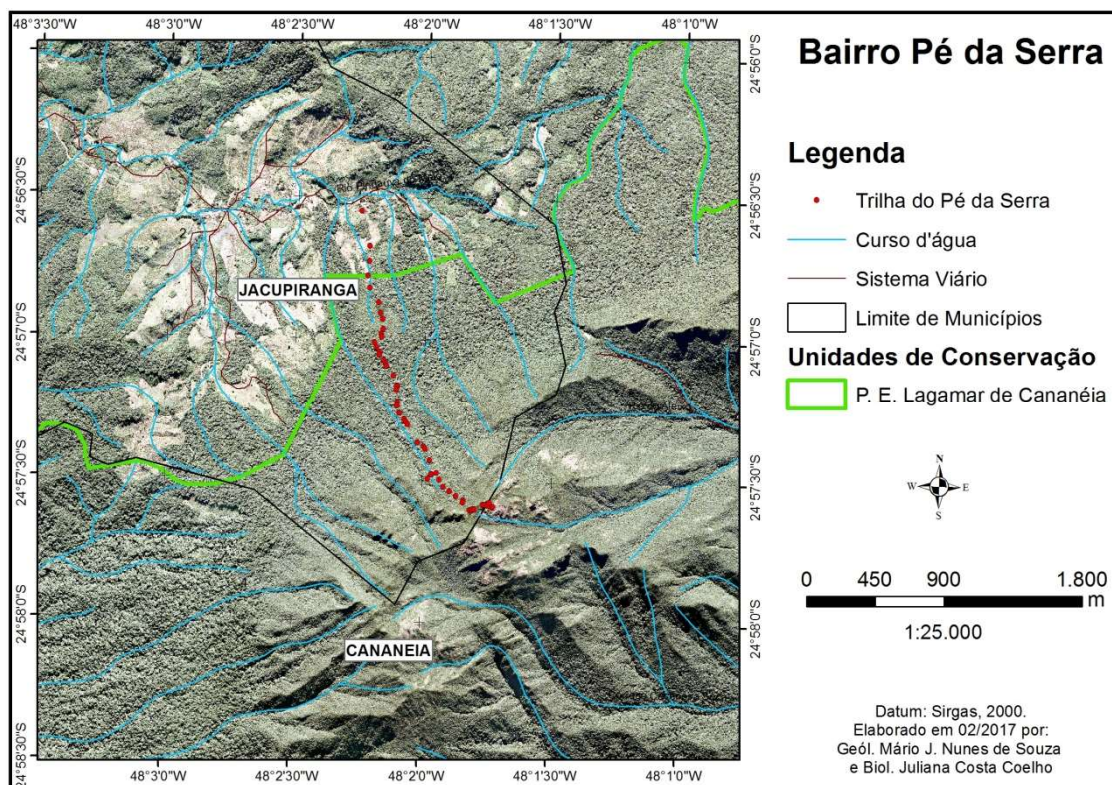 48°3'30"W 48°3'0"W 48°2'30"W 48°2'0"W 48°1'30"W 48°1'0"W
24°56'0"S
24°56'30"S
24°57'0"S
24°57'30"S
24°58'0"S
24°58'30"S
2
JACUPIRANGA
CANANEIA
24°56'0"S
24°56'30"S
24°57'0"S
24°57'30"S
24°58'0"S
48°3'0"W 48°2'30"W 48°2'0"W 48°1'30"W 48°1'0"W
Bairro Pé da Serra
Legenda
Trilha do Pé da Serra
Curso d'água
Sistema Viário
Limite de Municípios
Unidades de Conservação
P. E. Lagamar de Cananéia
N
W E
S
0 450 900 1.800
m
1:25.000
Datum: Sirgas, 2000.
Elaborado em 02/2017 por:
Geól. Mário J. Nunes de Souza
e Biol. Juliana Costa Coelho